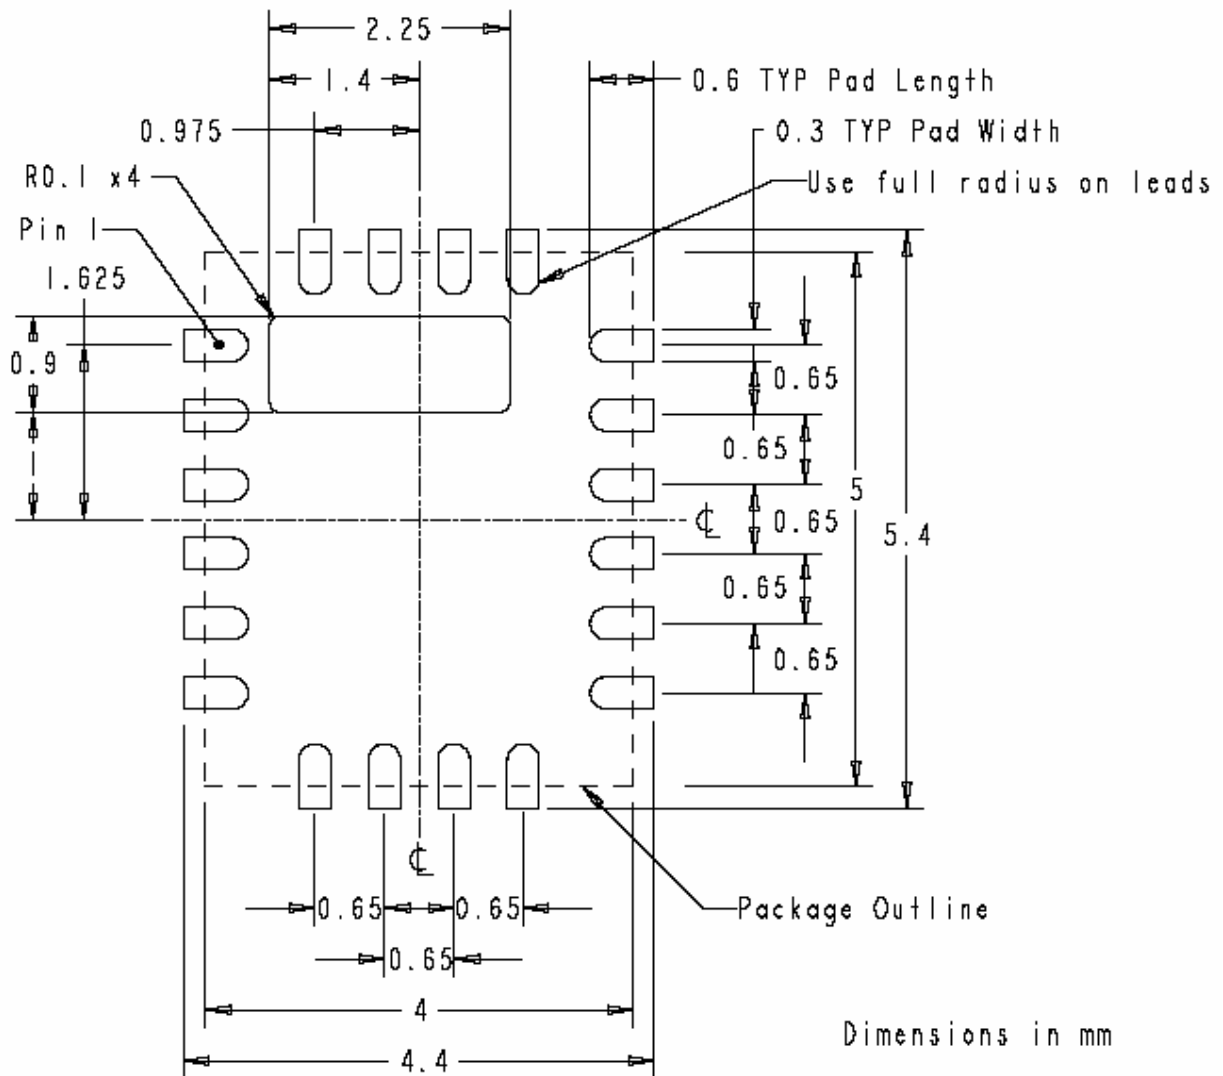 2.25
1.4
0.6 TYP Pad Length
0.975
0.3 TYP Pad Width
R0.1 x4
Use full radius on leads
Pin 1
1.625
0.9
0.65
0.65
5
0.65
5.4
0.65
0.65
℄
℄
0.65
0.65
Package Outline
0.65
4
Dimensions in mm
4.4